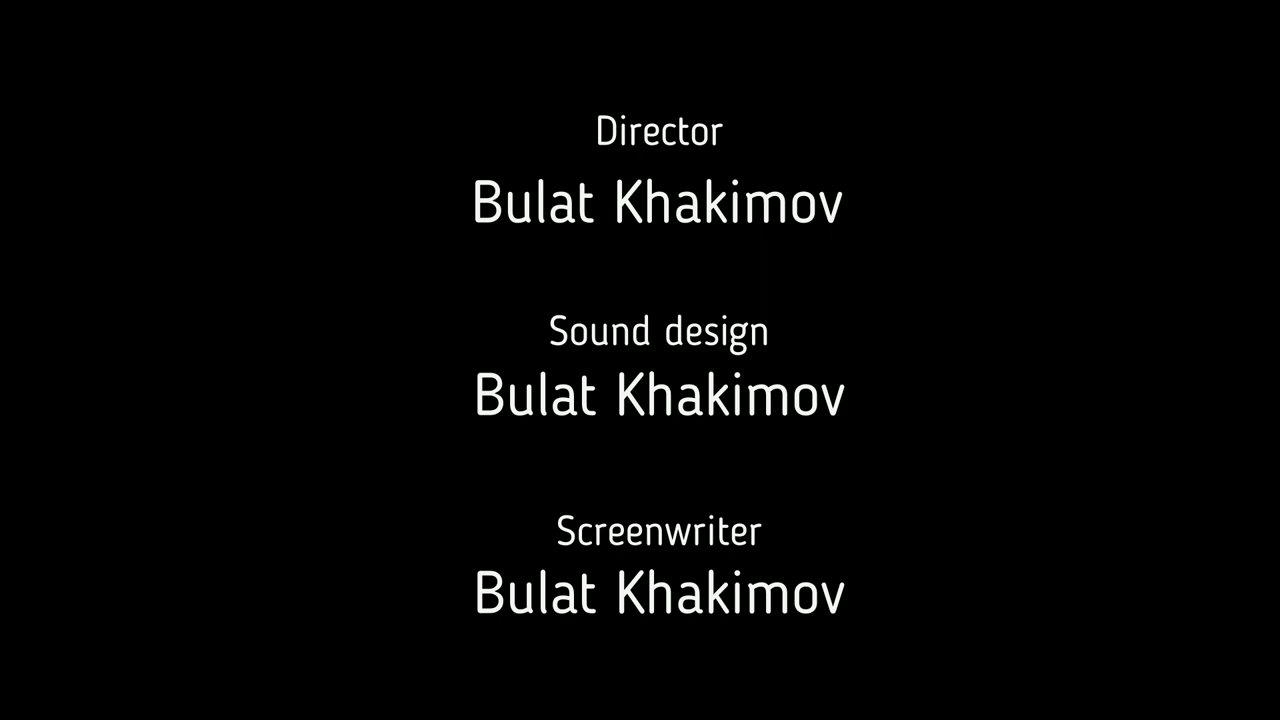 Director
Bulat Khakimov
Sound design
Bulat Khakimov
Screenwriter
Bulat Khakimov